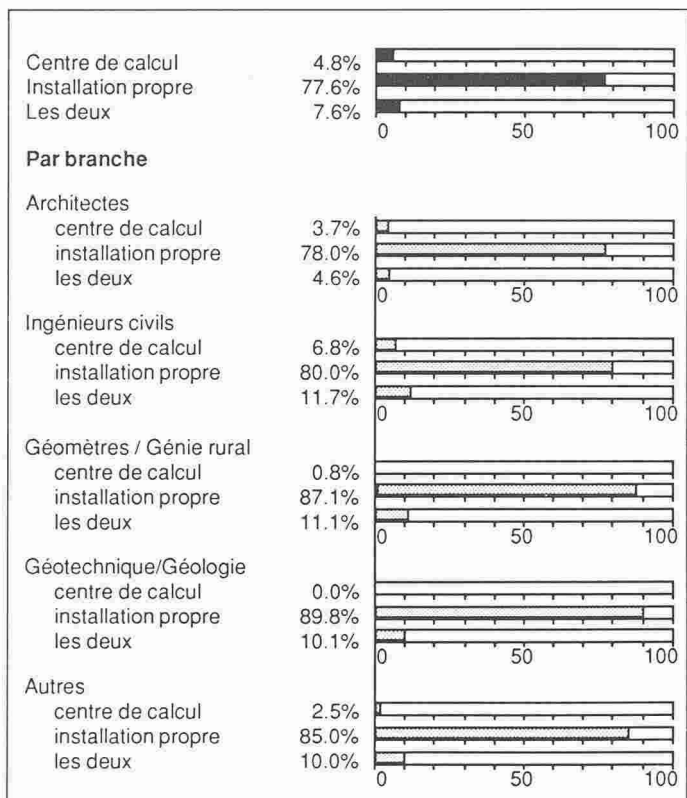 Centre de calcul 4.8%
Installation propre 77.6%
Les deux 7.6%
0 50 100
Par branche
Architectes
centre de calcul 3.7%
installation propre 78.0%
les deux 4.6%
0 50 100
Ingénieurs civils
centre de calcul 6.8%
installation propre 80.0%
les deux 11.7%
0 50 100
Géomètres / Génie rural
centre de calcul 0.8%
installation propre 87.1%
les deux 11.1%
0 50 100
Géotechnique/Géologie
centre de calcul 0.0%
installation propre 89.8%
les deux 10.1%
0 50 100
Autres
centre de calcul 2.5%
installation propre 85.0%
les deux 10.0%
0 50 100